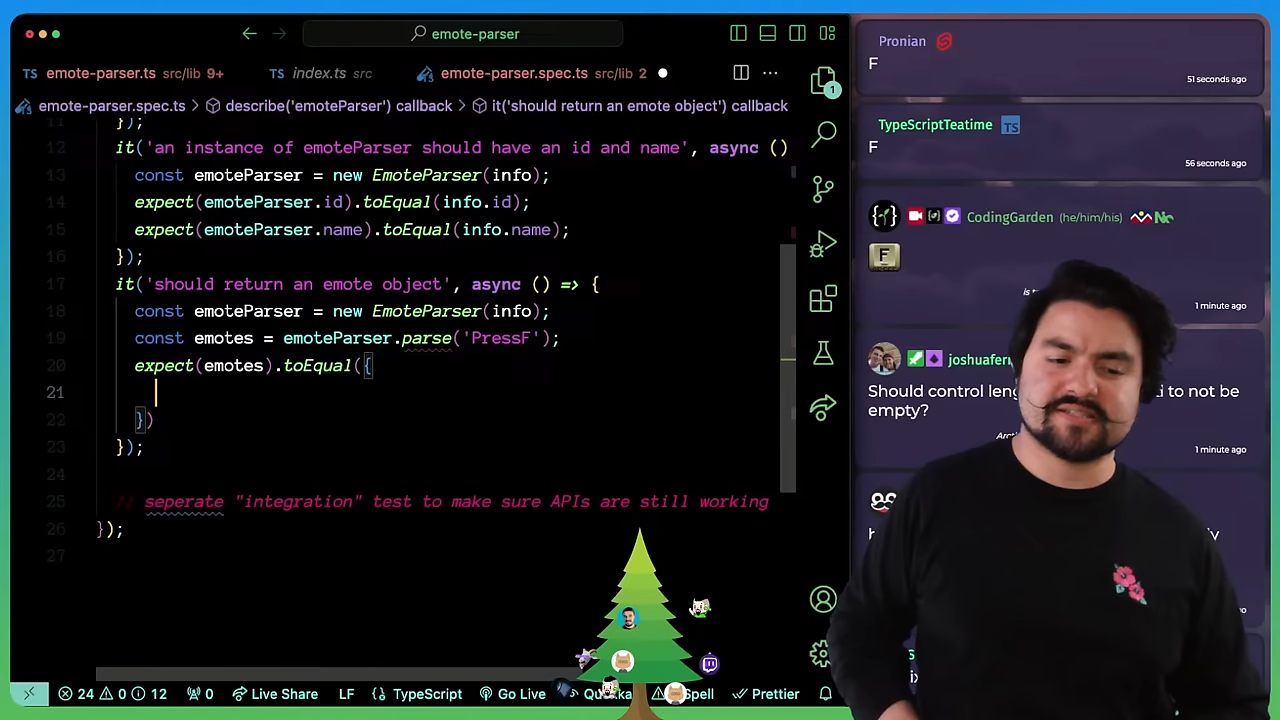 emote-parser
TS emote-parser.ts src/lib 9+
TS index.ts src
emote-parser.spec.ts src/lib 2
emote-parser.spec.ts > describe('emoteParser') callback > it('should return an emote object') callback
11 });
12 it('an instance of emoteParser should have an id and name', async ()
13 const emoteParser = new EmoteParser(info);
14 expect(emoteParser.id).toEqual(info.id);
15 expect(emoteParser.name).toEqual(info.name);
16 });
17 it('should return an emote object', async () => {
18 const emoteParser = new EmoteParser(info);
19 const emotes = emoteParser.parse('PressF');
20 expect(emotes).toEqual({
21
22 })
23 });
24
25 // seperate "integration" test to make sure APIs are still working
26 });
27
1
24 0 12 0 Live Share LF TypeScript Go Live Spell Prettier
Pronian
F
51 seconds ago
TypeScriptTeatime TS
F
56 seconds ago
CodingGarden (he/him/his)
F
1 minute ago
Should control
to not be
empty?
1 minute ago